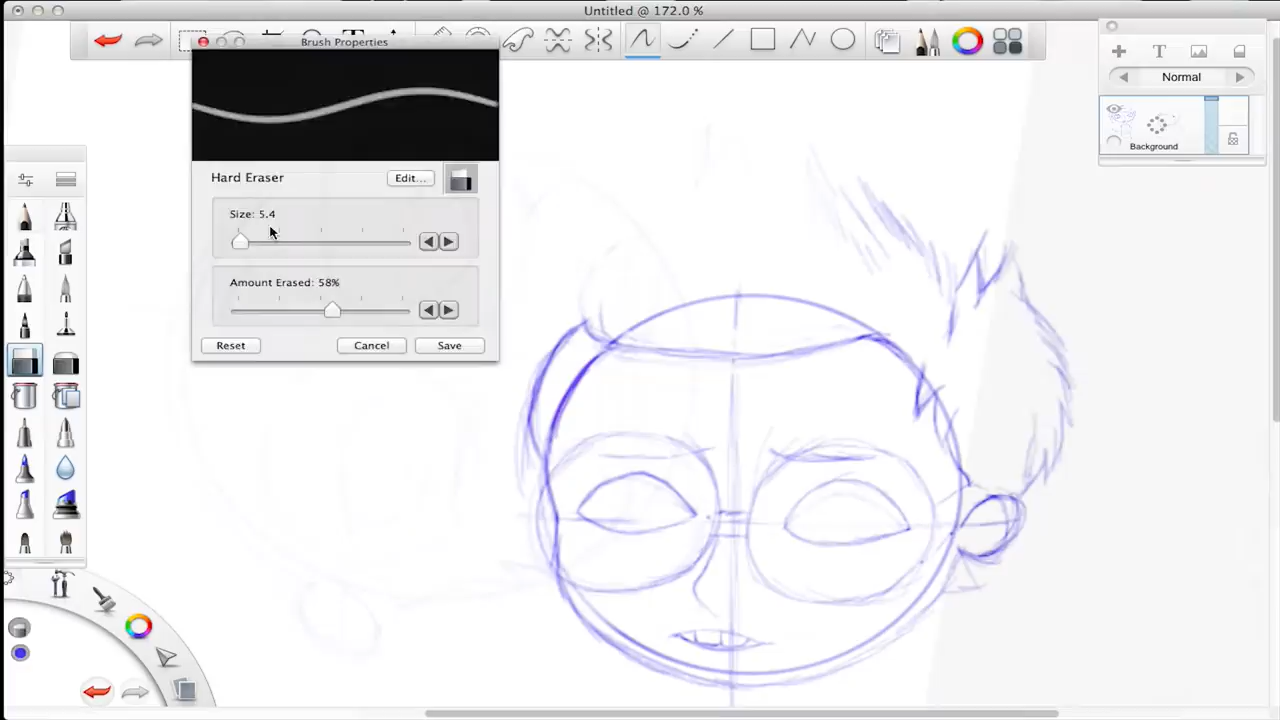 Untitled @ 172.0 %
Brush Properties
Normal
Background
Hard Eraser
Edit...
Size: 5.4
Amount Erased: 58%
Reset
Cancel
Save